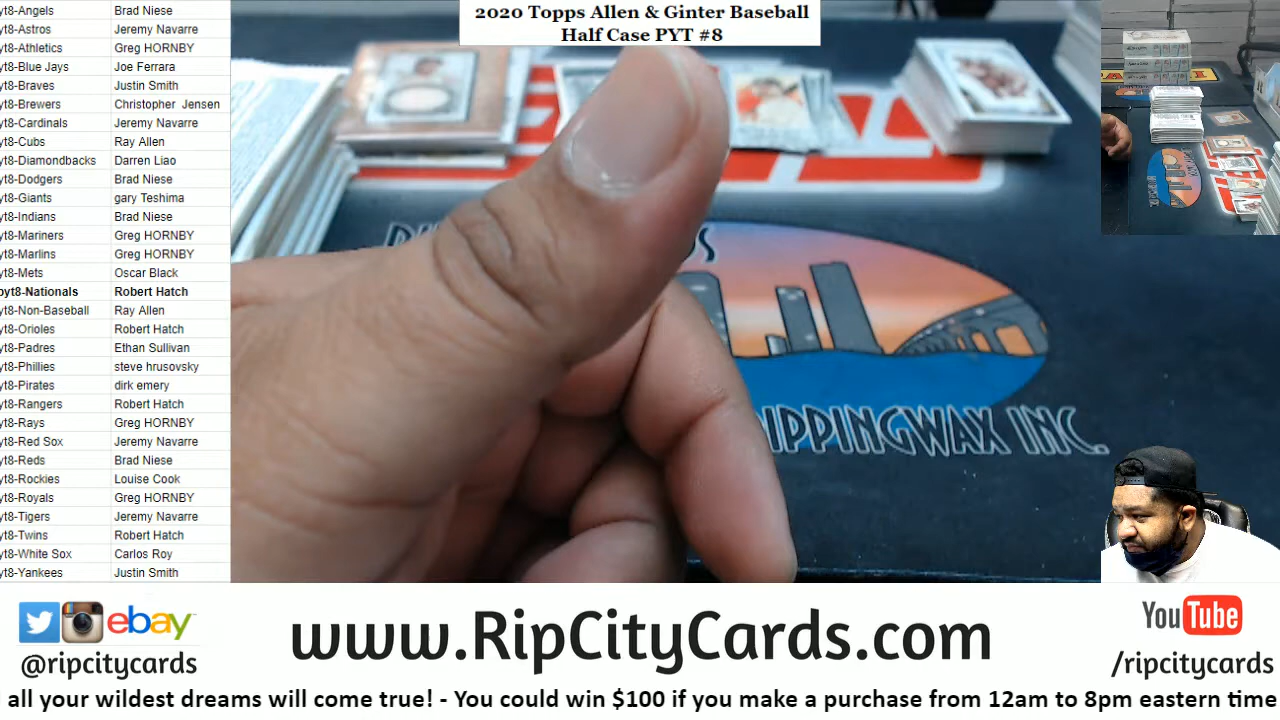 2020 Topps Allen & Ginter Baseball
Half Case PYT #8
yt8-Angels Brad Niese
yt8-Astros Jeremy Navarre
yt8-Athletics Greg HORNBY
yt8-Blue Jays Joe Ferrara
yt8-Braves Justin Smith
yt8-Brewers Christopher Jensen
yt8-Cardinals Jeremy Navarre
yt8-Cubs Ray Allen
yt8-Diamondbacks Darren Liao
yt8-Dodgers Brad Niese
yt8-Giants gary Teshima
yt8-Indians Brad Niese
yt8-Mariners Greg HORNBY
yt8-Marlins Greg HORNBY
yt8-Mets Oscar Black
pyt8-Nationals Robert Hatch
yt8-Non-Baseball Ray Allen
yt8-Orioles Robert Hatch
yt8-Padres Ethan Sullivan
yt8-Phillies steve hrusovsky
yt8-Pirates dirk emery
yt8-Rangers Robert Hatch
yt8-Rays Greg HORNBY
yt8-Red Sox Jeremy Navarre
yt8-Reds Brad Niese
yt8-Rockies Louise Cook
yt8-Royals Greg HORNBY
yt8-Tigers Jeremy Navarre
yt8-Twins Robert Hatch
yt8-White Sox Carlos Roy
yt8-Yankees Justin Smith
RIPPINGWAX INC.
ebay
@ripcitycards
www.RipCityCards.com
YouTube
/ripcitycards
all your wildest dreams will come true! - You could win $100 if you make a purchase from 12am to 8pm eastern time